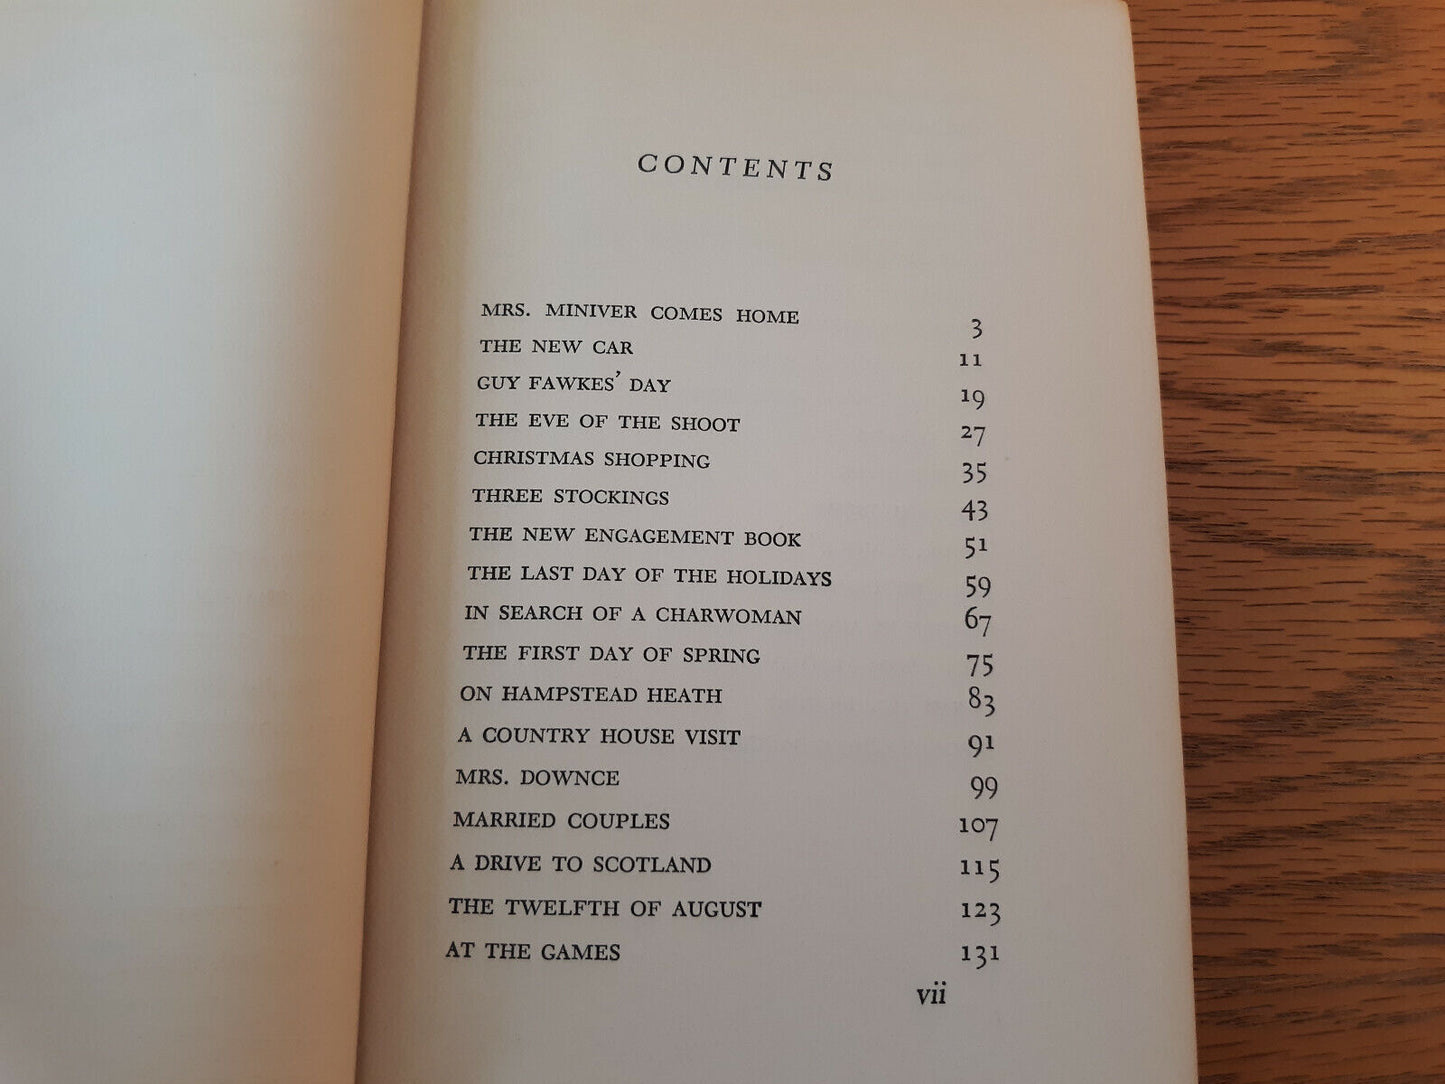 CONTENTS
MRS. MINIVER COMES HOME 3
THE NEW CAR 11
GUY FAWKES' DAY 19
THE EVE OF THE SHOOT 27
CHRISTMAS SHOPPING 35
THREE STOCKINGS 43
THE NEW ENGAGEMENT BOOK 51
THE LAST DAY OF THE HOLIDAYS 59
IN SEARCH OF A CHARWOMAN 67
THE FIRST DAY OF SPRING 75
ON HAMPSTEAD HEATH 83
A COUNTRY HOUSE VISIT 91
MRS. DOWNCE 99
MARRIED COUPLES 107
A DRIVE TO SCOTLAND 115
THE TWELFTH OF AUGUST 123
AT THE GAMES 131
vii